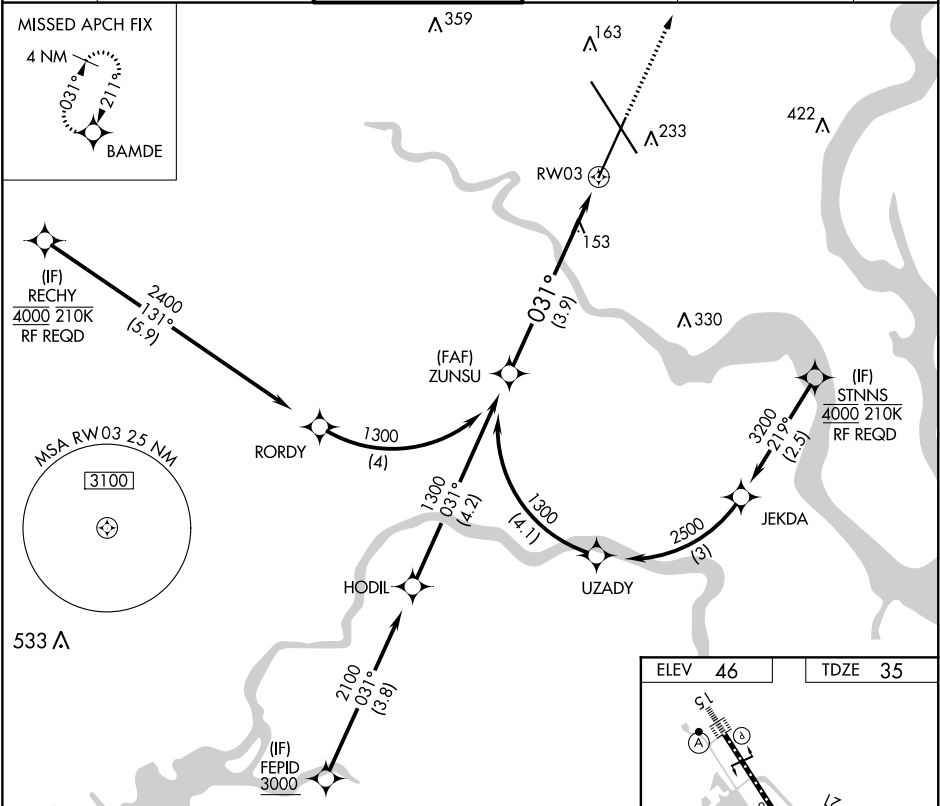 MISSED APCH FIX
4 NM
031°
211°
BAMDE
359
163
422
233
RW03
153
(IF)
RECHY
4000 210K
RF REQD
2400
131°
(5.9)
031°
(3.9)
330
(FAF)
ZUNSU
(IF)
STNNS
4000 210K
RF REQD
3200
219°
(2.5)
RORDY
1300
(4)
MSA RW03 25 NM
3100
1300
031°
(4.2)
1300
(4.1)
2500
(3)
JEKDA
HODIL
UZADY
533
2100
031°
(3.8)
(IF)
FEPID
3000
ELEV 46
TDZE 35
15
A
P
21